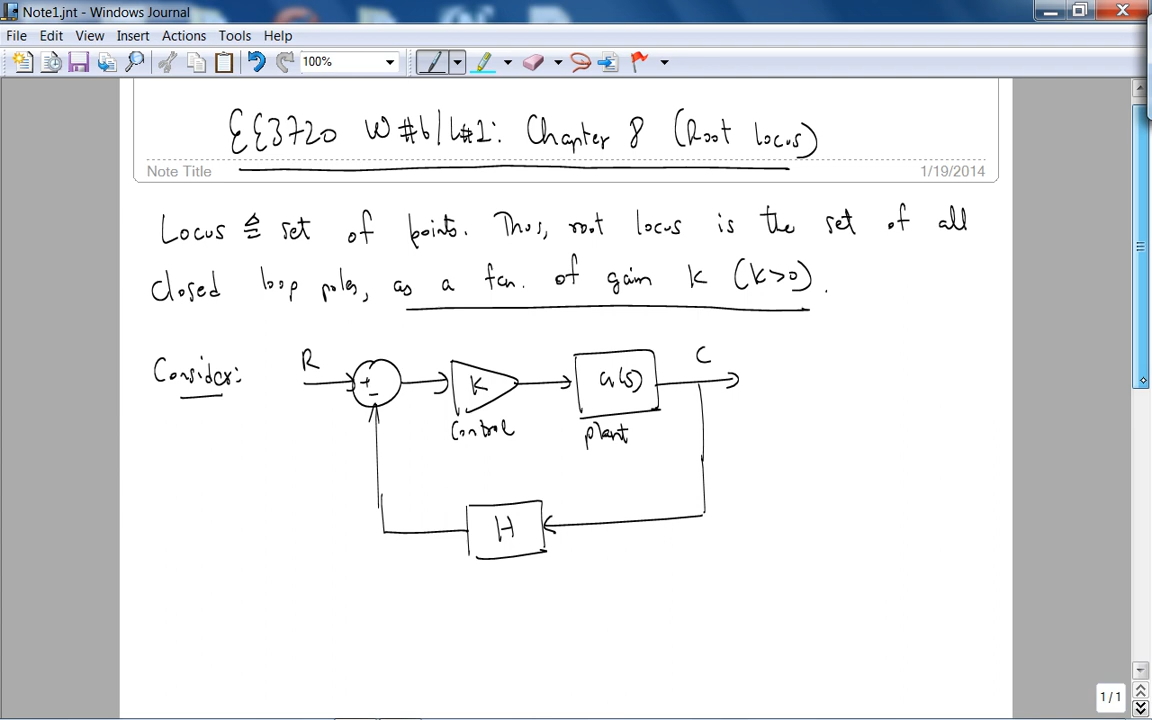 Note1.jnt - Windows Journal
File Edit View Insert Actions Tools Help
100%
EE3720 W#6/L#1: Chapter 8 (Root locus)
Note Title 1/19/2014
Locus ≜ set of points. Thus, root locus is the set of all
closed loop poles, as a fcn. of gain K (K>0).
Consider:
R + - K G(s) C
Control plant
H
1 / 1